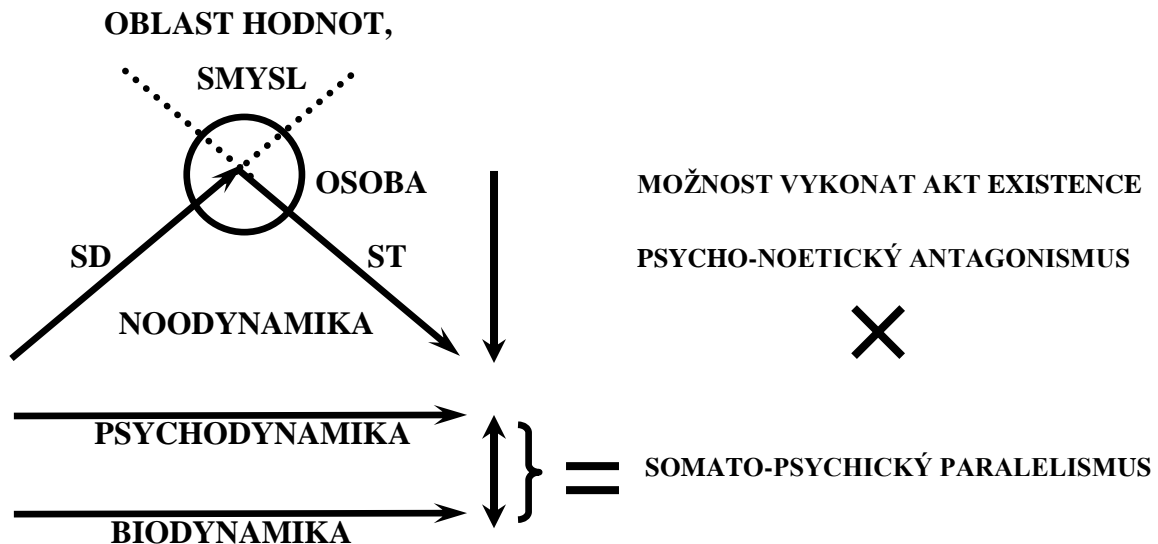 OBLAST HODNOT,
SMYSL
OSOBA
MOŽNOST VYKONAT AKT EXISTENCE
SD
ST
PSYCHO-NOETICKÝ ANTAGONISMUS
NOODYNAMIKA
PSYCHODYNAMIKA
SOMATO-PSYCHICKÝ PARALELISMUS
BIODYNAMIKA